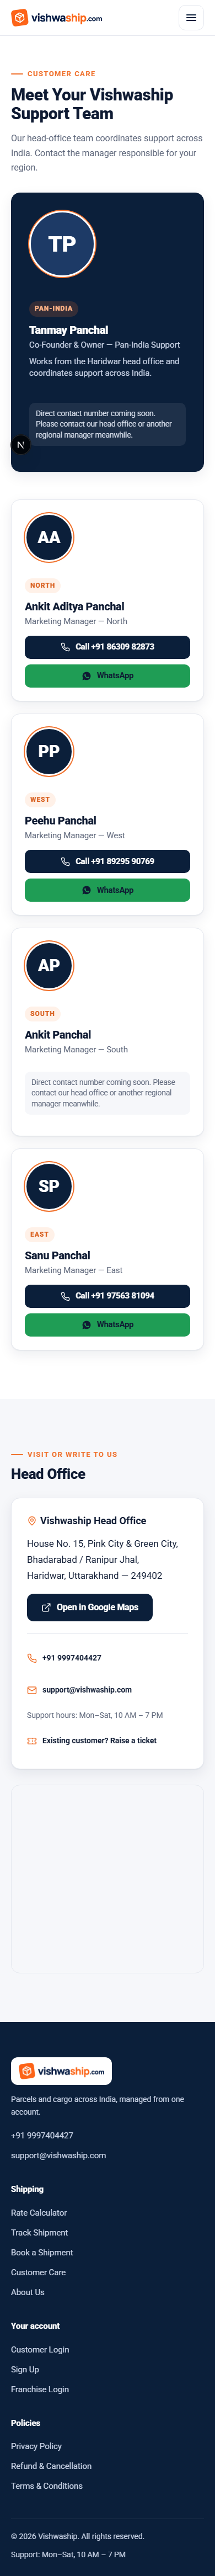 vishwaship.com
CUSTOMER CARE
Meet Your Vishwaship
Support Team
Our head-office team coordinates support across
India. Contact the manager responsible for your
region.
TP
PAN-INDIA
Tanmay Panchal
Co-Founder & Owner — Pan-India Support
Works from the Haridwar head office and
coordinates support across India.
Direct contact number coming soon.
Please contact our head office or another
regional manager meanwhile.
N
AA
NORTH
Ankit Aditya Panchal
Marketing Manager — North
Call +91 86309 82873
WhatsApp
PP
WEST
Peehu Panchal
Marketing Manager — West
Call +91 89295 90769
WhatsApp
AP
SOUTH
Ankit Panchal
Marketing Manager — South
Direct contact number coming soon. Please
contact our head office or another regional
manager meanwhile.
SP
EAST
Sanu Panchal
Marketing Manager — East
Call +91 97563 81094
WhatsApp
VISIT OR WRITE TO US
Head Office
Vishwaship Head Office
House No. 15, Pink City & Green City,
Bhadarabad / Ranipur Jhal,
Haridwar, Uttarakhand — 249402
Open in Google Maps
+91 9997404427
support@vishwaship.com
Support hours: Mon–Sat, 10 AM – 7 PM
Existing customer? Raise a ticket
vishwaship.com
Parcels and cargo across India, managed from one
account.
+91 9997404427
support@vishwaship.com
Shipping
Rate Calculator
Track Shipment
Book a Shipment
Customer Care
About Us
Your account
Customer Login
Sign Up
Franchise Login
Policies
Privacy Policy
Refund & Cancellation
Terms & Conditions
© 2026 Vishwaship. All rights reserved.
Support: Mon–Sat, 10 AM – 7 PM